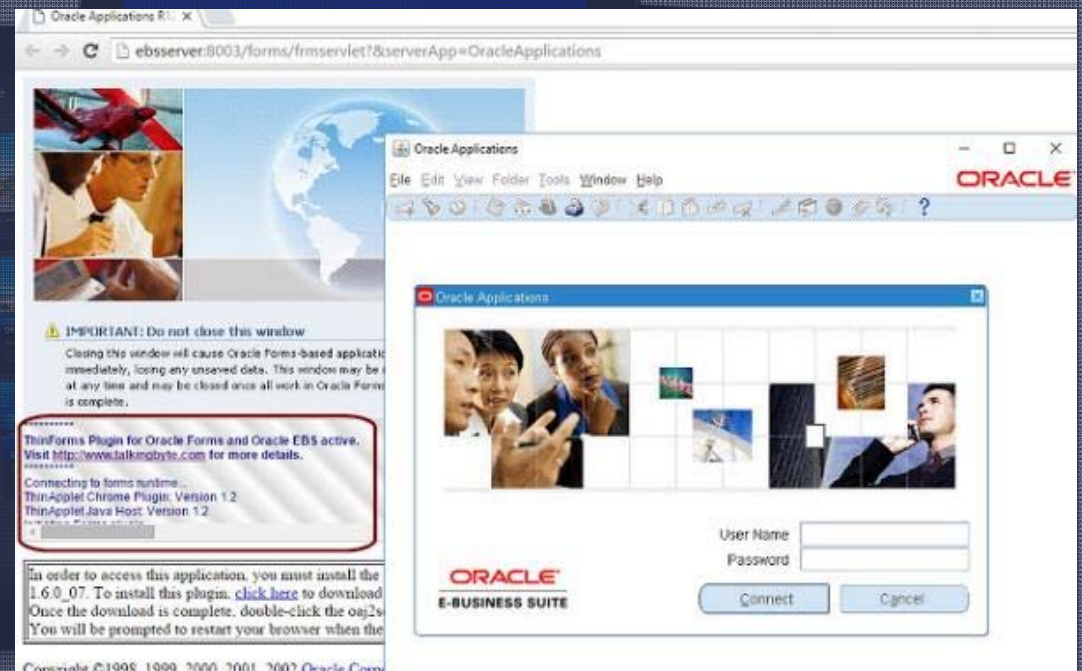 Oracle Applications R
ebsserver:8003/forms/frmservlet?&serverApp=OracleApplications
IMPORTANT: Do not close this window
Closing this window will cause Oracle Forms-based
immediately, losing any unsaved data. This window may be
at any time and may be closed once all work in Oracle
is complete.
**********
ThinForms Plugin for Oracle Forms and Oracle EBS active.
Visit http://www.talkingbyte.com for more details.
**********
Connecting to forms runtime...
ThinApplet Chrome Plugin: Version 1.2
ThinApplet Java Host: Version 1.2
In order to access this application, you must install the
1.6.0_07. To install this plugin, click here to download
Once the download is complete, double-click the
You will be prompted to restart your browser when the
Copyright ©1998, 1999, 2000, 2001, 2002 Oracle
Oracle Applications
File Edit View Folder Tools Window Help
ORACLE
Oracle Applications
User Name
Password
ORACLE
E-BUSINESS SUITE
Connect
Cancel